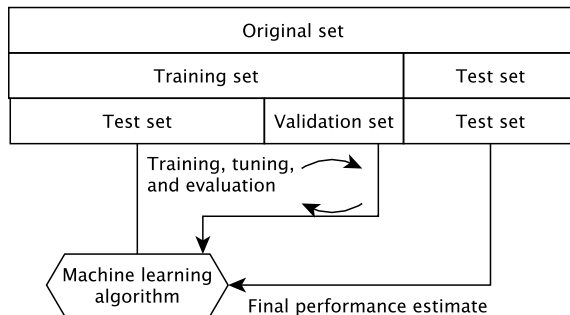 Original set
Training set
Test set
Test set
Validation set
Test set
Training, tuning,
and evaluation
Machine learning
algorithm
Final performance estimate